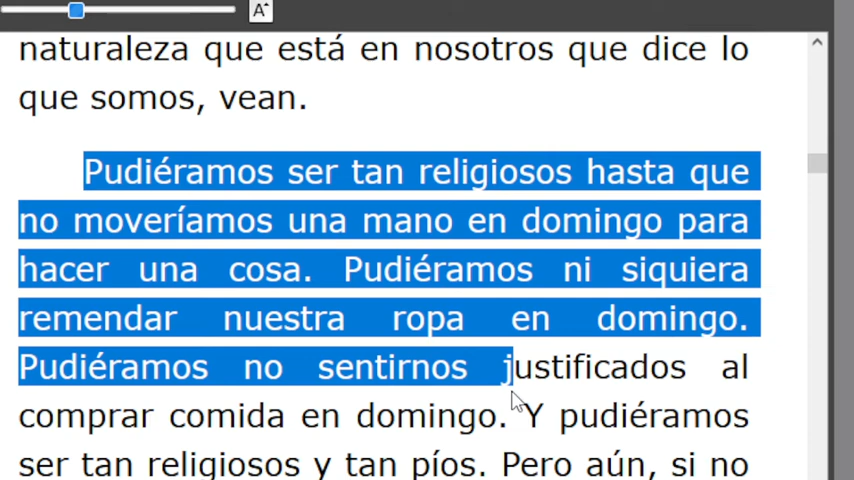 A
naturaleza que está en nosotros que dice lo
que somos, vean.
Pudiéramos ser tan religiosos hasta que
no moveríamos una mano en domingo para
hacer una cosa. Pudiéramos ni siquiera
remendar nuestra ropa en domingo.
Pudiéramos no sentirnos justificados al
comprar comida en domingo. Y pudiéramos
ser tan religiosos y tan píos. Pero aún, si no